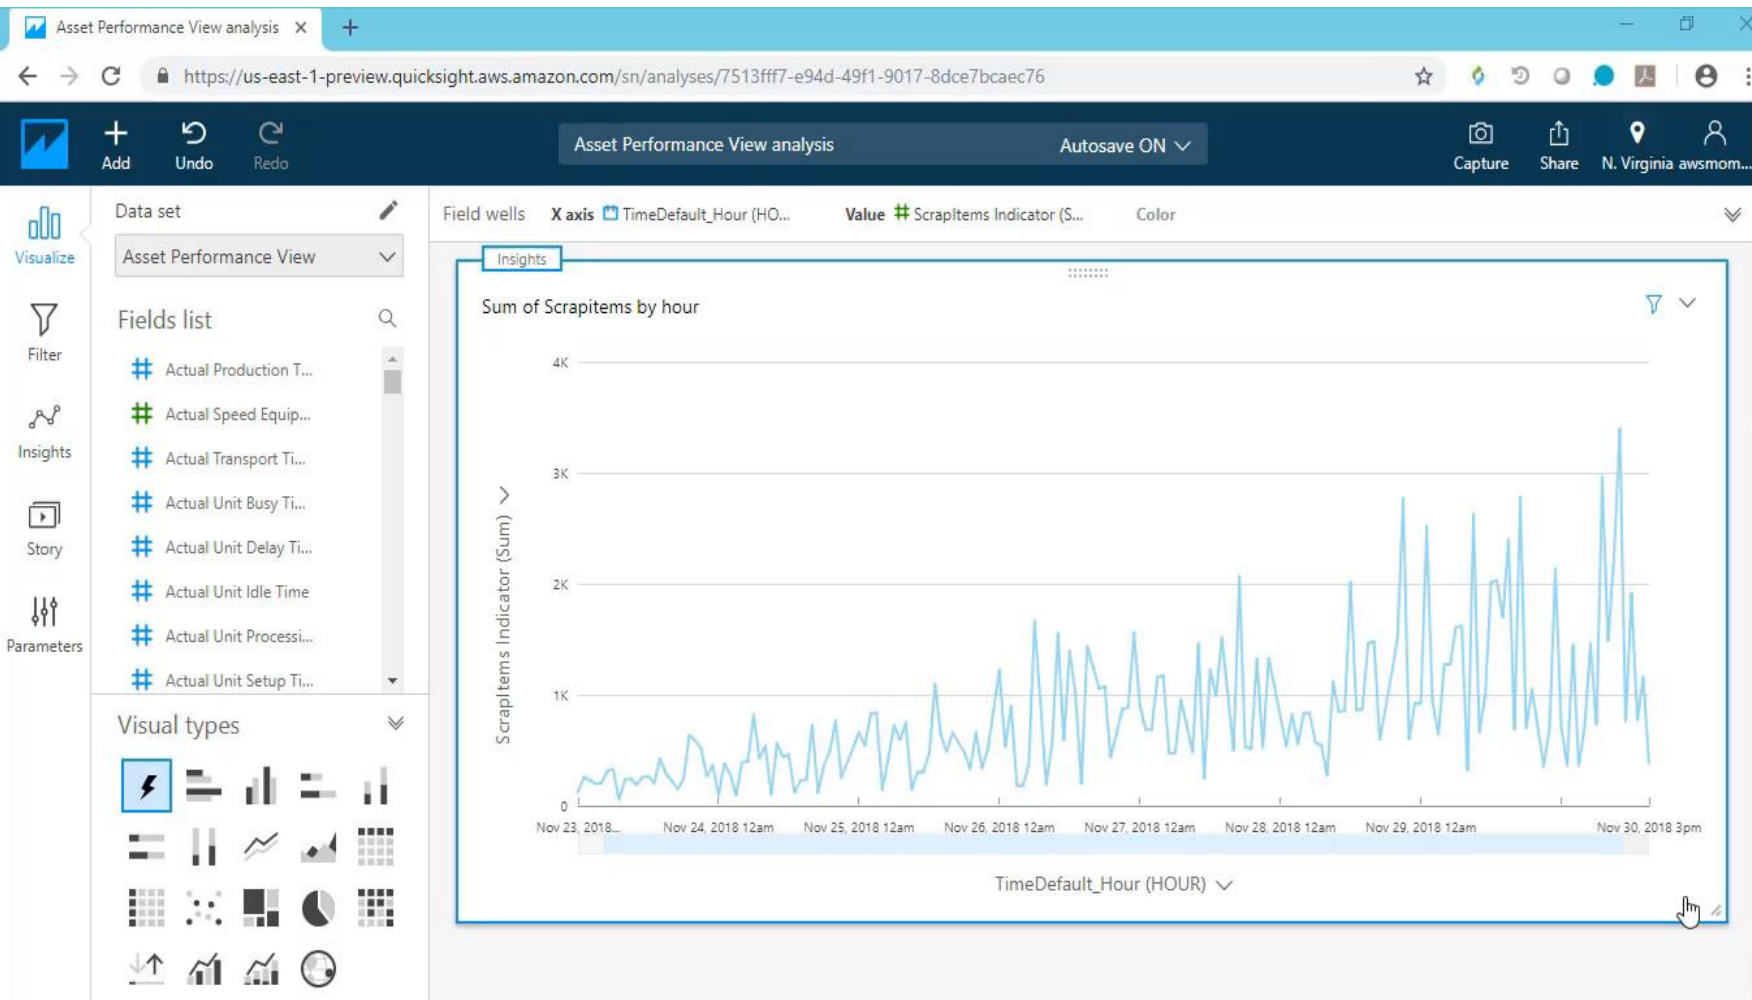 Asset Performance View analysis
https://us-east-1-preview.quicksight.aws.amazon.com/sn/analyses/7513fff7-e94d-49f1-9017-8dce7bcaec76
Add
Undo
Redo
Asset Performance View analysis
Autosave ON
Capture
Share
N. Virginia
awsmom...
Visualize
Filter
Insights
Story
Parameters
Data set
Asset Performance View
Fields list
Actual Production T...
Actual Speed Equip...
Actual Transport Ti...
Actual Unit Busy Ti...
Actual Unit Delay Ti...
Actual Unit Idle Time
Actual Unit Processi...
Actual Unit Setup Ti...
Visual types
Field wells X axis TimeDefault_Hour (HO... Value ScrapItems Indicator (S... Color
Insights
Sum of Scrapitems by hour
ScrapItems Indicator (Sum)
4K
3K
2K
1K
0
Nov 23, 2018... Nov 24, 2018 12am Nov 25, 2018 12am Nov 26, 2018 12am Nov 27, 2018 12am Nov 28, 2018 12am Nov 29, 2018 12am Nov 30, 2018 3pm
TimeDefault_Hour (HOUR)